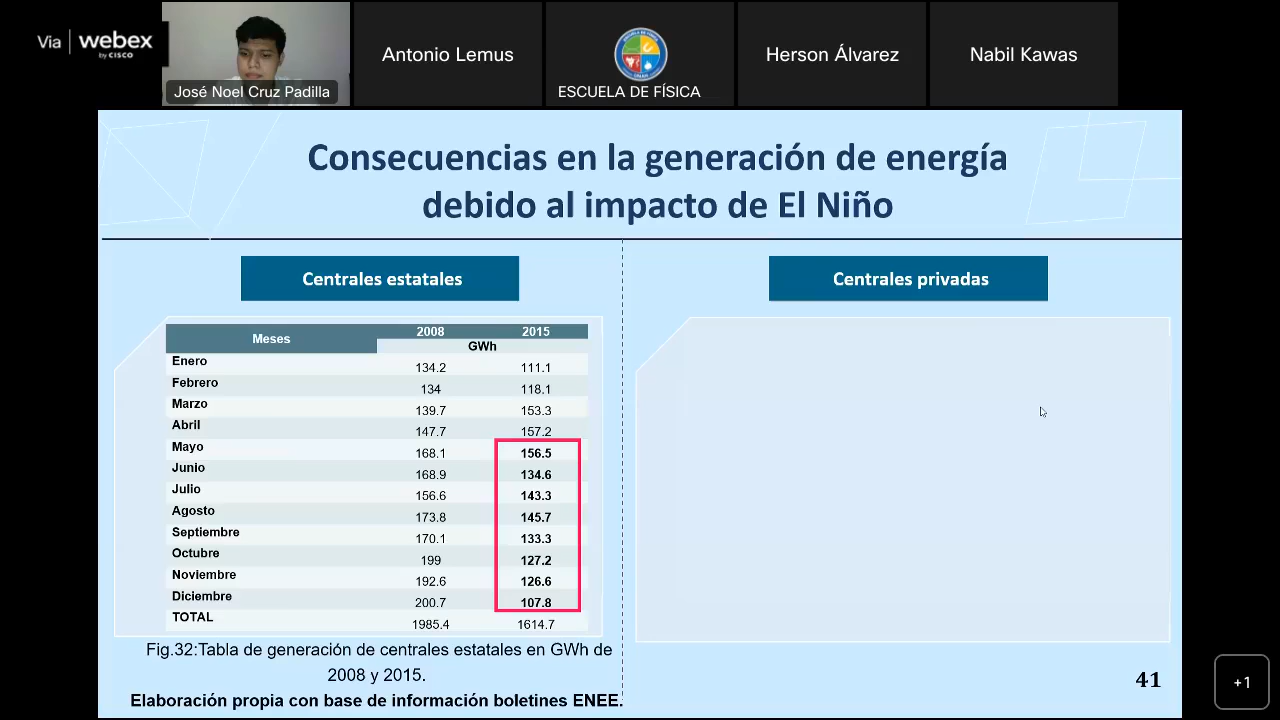 Via webex
by CISCO
José Noel Cruz Padilla
Antonio Lemus
ESCUELA DE FÍSICA
Herson Álvarez
Nabil Kawas
Consecuencias en la generación de energía
debido al impacto de El Niño
Centrales estatales
Centrales privadas
Meses 2008 2015
GWh
Enero 134.2 111.1
Febrero 134 118.1
Marzo 139.7 153.3
Abril 147.7 157.2
Mayo 168.1 156.5
Junio 168.9 134.6
Julio 156.6 143.3
Agosto 173.8 145.7
Septiembre 170.1 133.3
Octubre 199 127.2
Noviembre 192.6 126.6
Diciembre 200.7 107.8
TOTAL 1985.4 1614.7
Fig.32:Tabla de generación de centrales estatales en GWh de
2008 y 2015.
Elaboración propia con base de información boletines ENEE.
41
+1